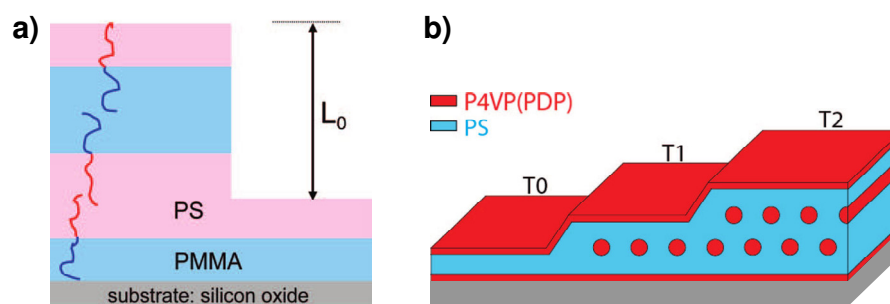 a)
L₀
PS
PMMA
substrate: silicon oxide
b)
P4VP(PDP)
PS
T0
T1
T2